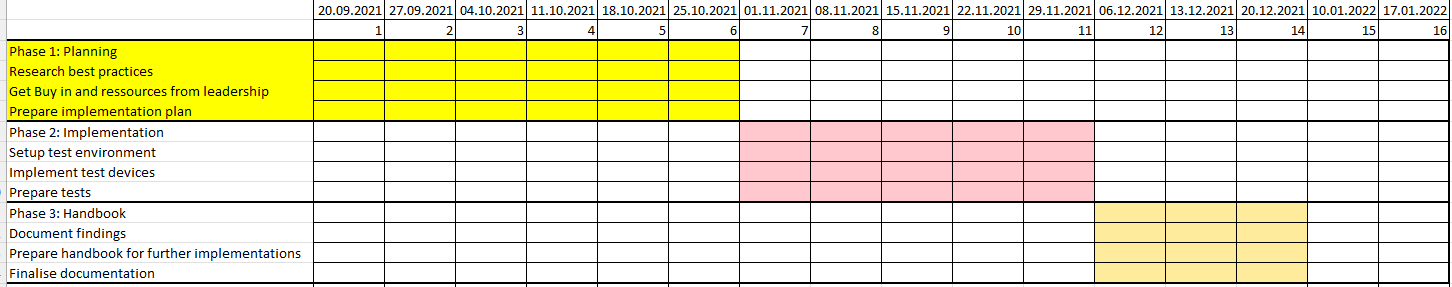 20.09.2021 27.09.2021 04.10.2021 11.10.2021 18.10.2021 25.10.2021 01.11.2021 08.11.2021 15.11.2021 22.11.2021 29.11.2021 06.12.2021 13.12.2021 20.12.2021 10.01.2022 17.01.2022
1 2 3 4 5 6 7 8 9 10 11 12 13 14 15 16
Phase 1: Planning
Research best practices
Get Buy in and ressources from leadership
Prepare implementation plan
Phase 2: Implementation
Setup test environment
Implement test devices
Prepare tests
Phase 3: Handbook
Document findings
Prepare handbook for further implementations
Finalise documentation